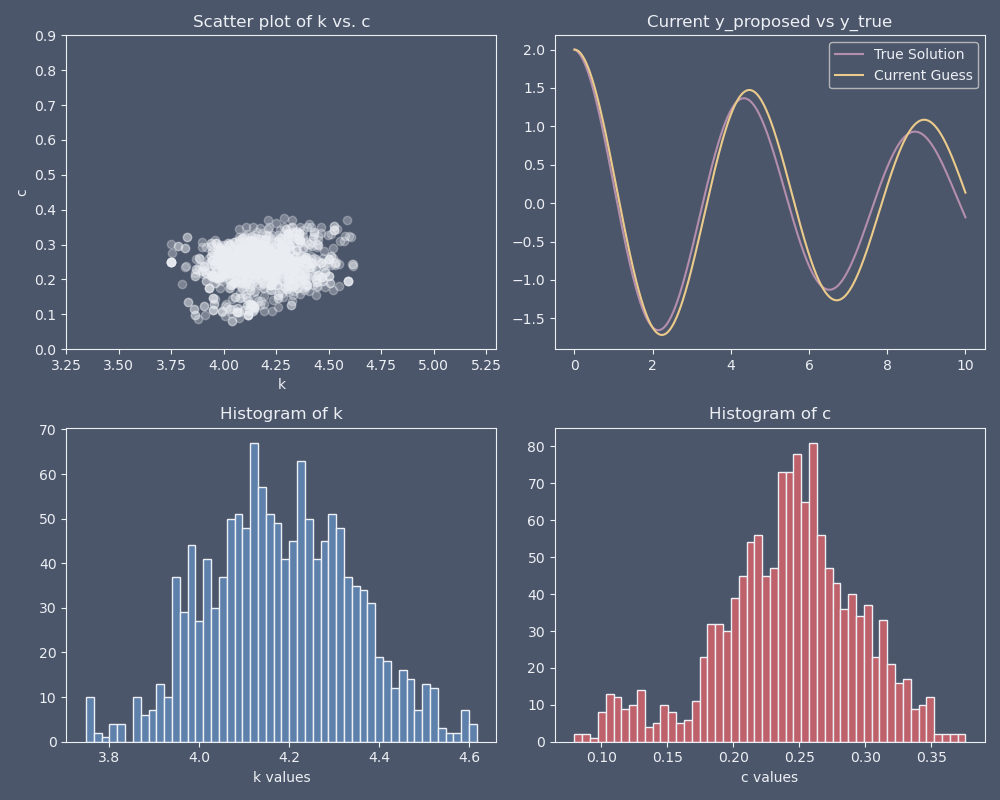 Scatter plot of k vs. c
0.9
0.8
0.7
0.6
0.5
0.4
0.3
0.2
0.1
0.0
c
3.25 3.50 3.75 4.00 4.25 4.50 4.75 5.00 5.25
k
Current y_proposed vs y_true
True Solution
Current Guess
2.0
1.5
1.0
0.5
0.0
−0.5
−1.0
−1.5
0 2 4 6 8 10
Histogram of k
70
60
50
40
30
20
10
0
3.8 4.0 4.2 4.4 4.6
k values
Histogram of c
80
70
60
50
40
30
20
10
0
0.10 0.15 0.20 0.25 0.30 0.35
c values